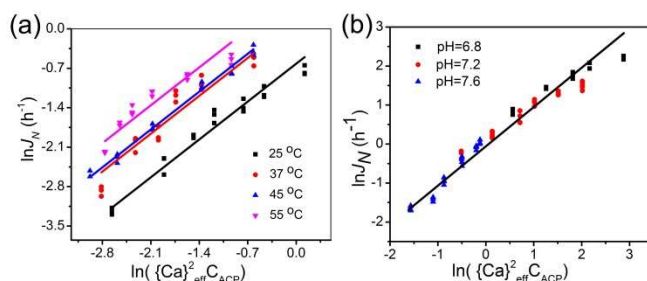 (a)
0.0
-0.7
-1.4
-2.1
-2.8
-3.5
lnJN (h-1)
25 oC
37 oC
45 oC
55 oC
-2.8 -2.1 -1.4 -0.7 0.0
ln( {Ca}2effCACP)
(b)
3
2
1
0
-1
-2
lnJN (h-1)
pH=6.8
pH=7.2
pH=7.6
-2 -1 0 1 2 3
ln( {Ca}2effCACP)